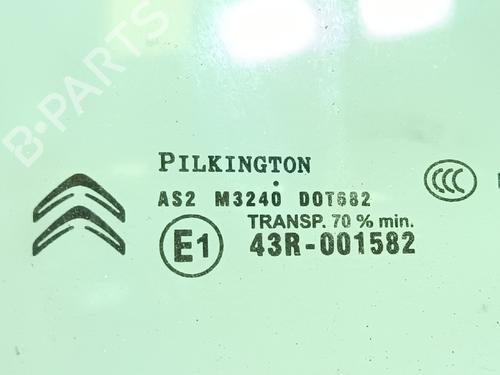 B-PARTS
PILKINGTON
AS2 M3240 DOT682
TRANSP. 70 % min.
E1 43R-001582
CCC